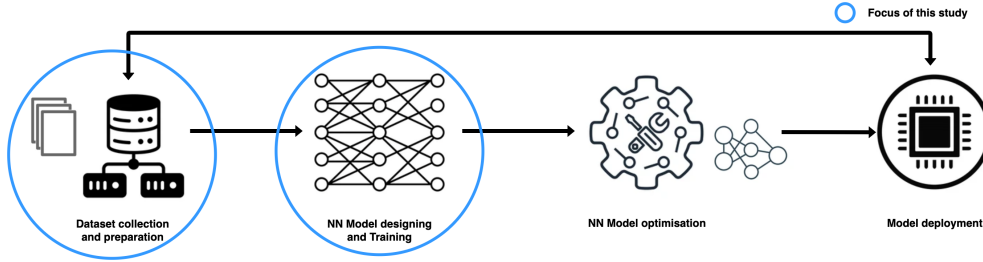 Focus of this study
Dataset collection
and preparation
NN Model designing
and Training
NN Model optimisation
Model deployment